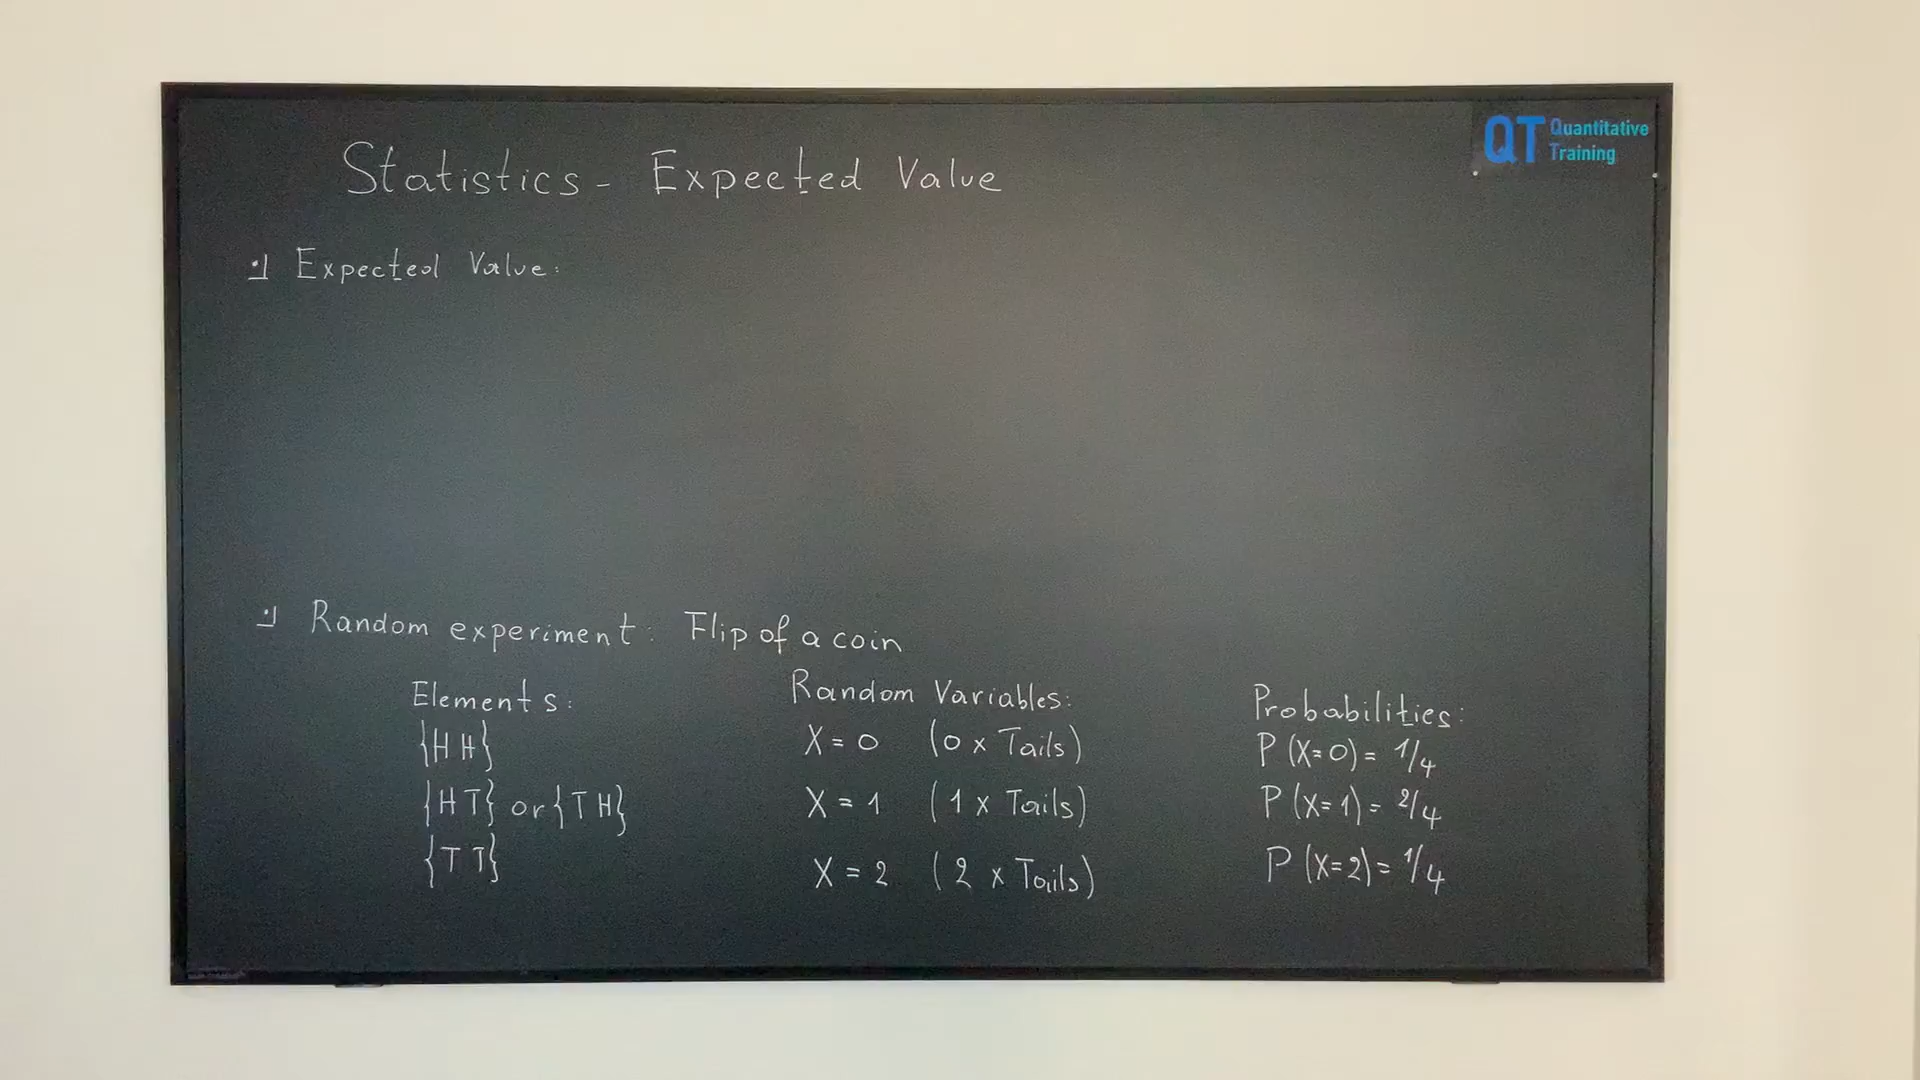 QT Quantitative
Training
Statistics - Expected Value
Expected Value:
Random experiment: Flip of a coin
Elements:
{H H}
{H T} or {T H}
{T T}
Random Variables:
X = 0 (0 x Tails)
X = 1 (1 x Tails)
X = 2 (2 x Tails)
Probabilities:
P (X=0) = 1/4
P (X=1) = 2/4
P (X=2) = 1/4